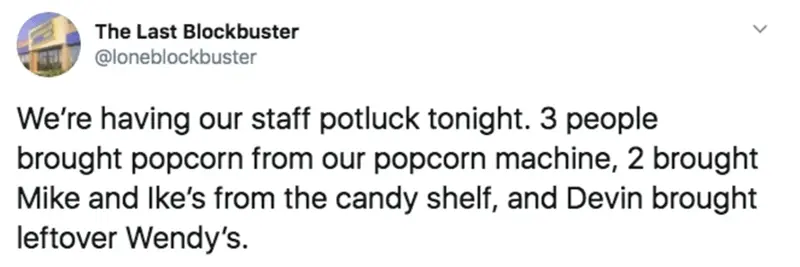 The Last Blockbuster
@loneblockbuster
We're having our staff potluck tonight. 3 people
brought popcorn from our popcorn machine, 2 brought
Mike and Ike's from the candy shelf, and Devin brought
leftover Wendy's.